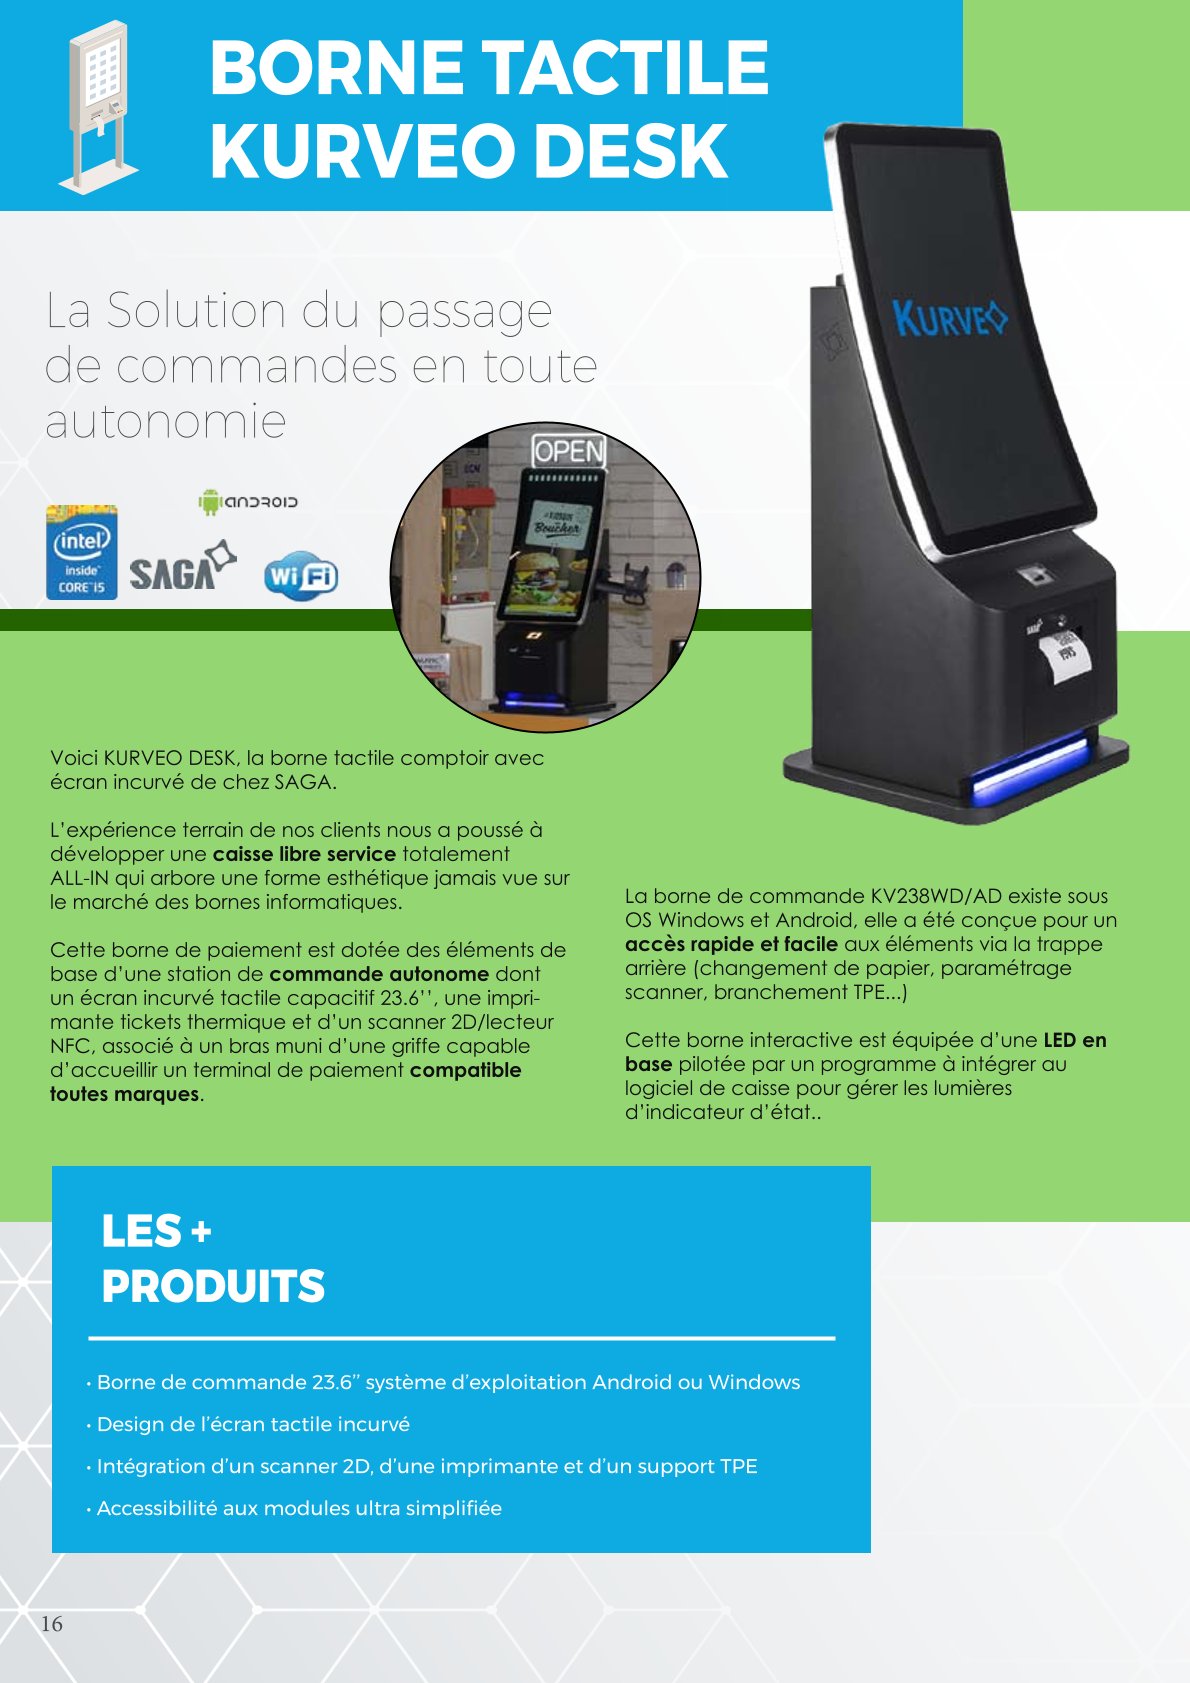 BORNE TACTILE
KURVEO DESK
KURVEO
La Solution du passage
de commandes en toute
autonomie
OPEN
Boucher
ANDROID
intel
inside
CORE i5
SAGA
WiFi
SAGA
Voici KURVEO DESK, la borne tactile comptoir avec
écran incurvé de chez SAGA.
L’expérience terrain de nos clients nous a poussé à
développer une caisse libre service totalement
ALL-IN qui arbore une forme esthétique jamais vue sur
le marché des bornes informatiques.
Cette borne de paiement est dotée des éléments de
base d’une station de commande autonome dont
un écran incurvé tactile capacitif 23.6’’, une impri-
mante tickets thermique et d’un scanner 2D/lecteur
NFC, associé à un bras muni d’une griffe capable
d’accueillir un terminal de paiement compatible
toutes marques.
La borne de commande KV238WD/AD existe sous
OS Windows et Android, elle a été conçue pour un
accès rapide et facile aux éléments via la trappe
arrière (changement de papier, paramétrage
scanner, branchement TPE...)
Cette borne interactive est équipée d’une LED en
base pilotée par un programme à intégrer au
logiciel de caisse pour gérer les lumières
d’indicateur d’état..
LES +
PRODUITS
• Borne de commande 23.6’’ système d’exploitation Android ou Windows
• Design de l’écran tactile incurvé
• Intégration d’un scanner 2D, d’une imprimante et d’un support TPE
• Accessibilité aux modules ultra simplifiée
16